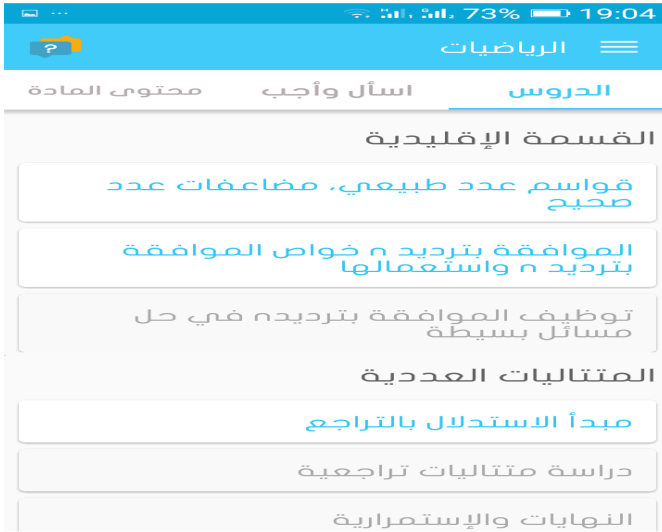 73% 19:04
الرياضيات
الدروس اسأل وأجب محتوى المادة
القسمة الإقليدية
قواسم عدد طبيعي، مضاعفات عدد
صحيح
الموافقة بترديد n خواص الموافقة
بترديد n واستعمالها
توظيف الموافقة بترديدn في حل
مسائل بسيطة
المتتاليات العددية
مبدأ الاستدلال بالتراجع
دراسة متتاليات تراجعية
النهايات والإستمرارية